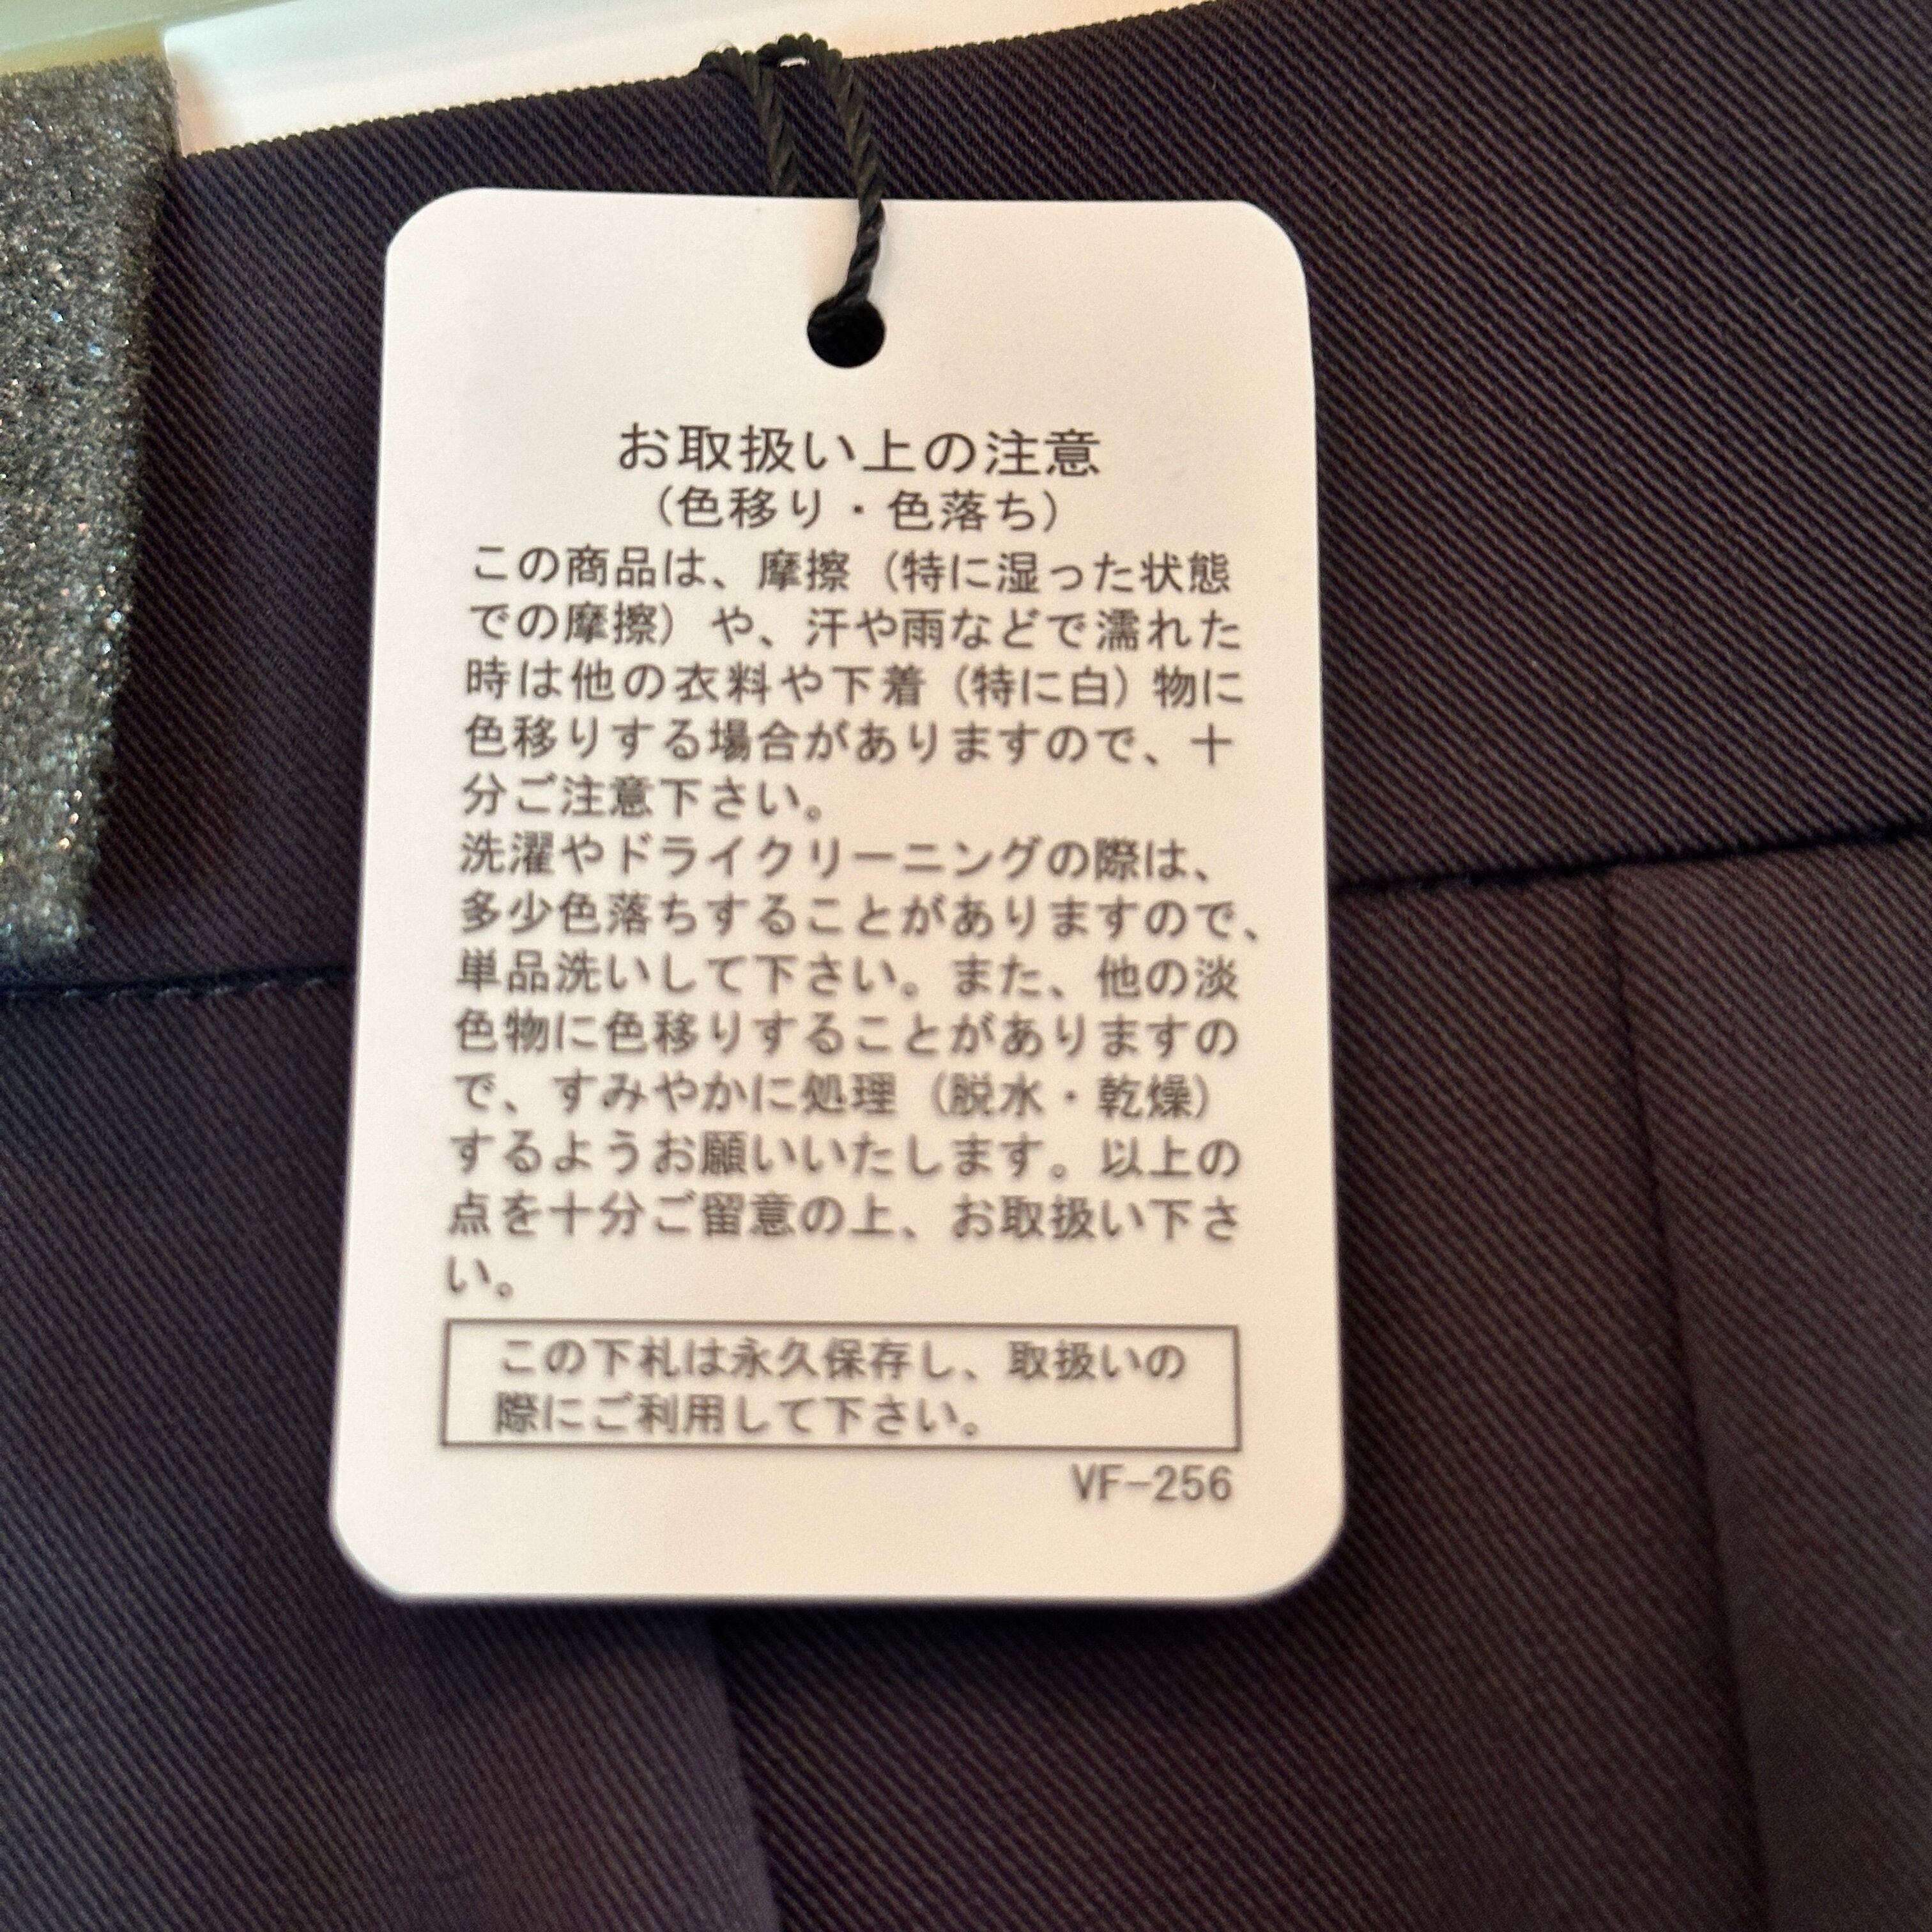 お取扱い上の注意
（色移り・色落ち）
この商品は、摩擦（特に湿った状態
での摩擦）や、汗や雨などで濡れた
時は他の衣料や下着（特に白）物に
色移りする場合がありますので、十
分ご注意下さい。
洗濯やドライクリーニングの際は、
多少色落ちすることがありますので、
単品洗いして下さい。また、他の淡
色物に色移りすることがありますの
で、すみやかに処理（脱水・乾燥）
するようお願いいたします。以上の
点を十分ご留意の上、お取扱い下さ
い。
この下札は永久保存し、取扱いの
際にご利用して下さい。
VF-256